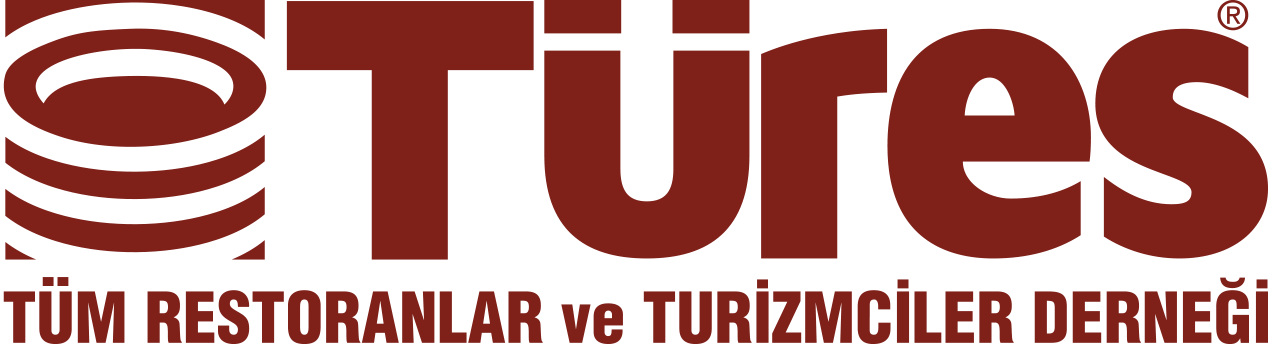 Türes®
TÜM RESTORANLAR ve TURİZMCİLER DERNEĞİ